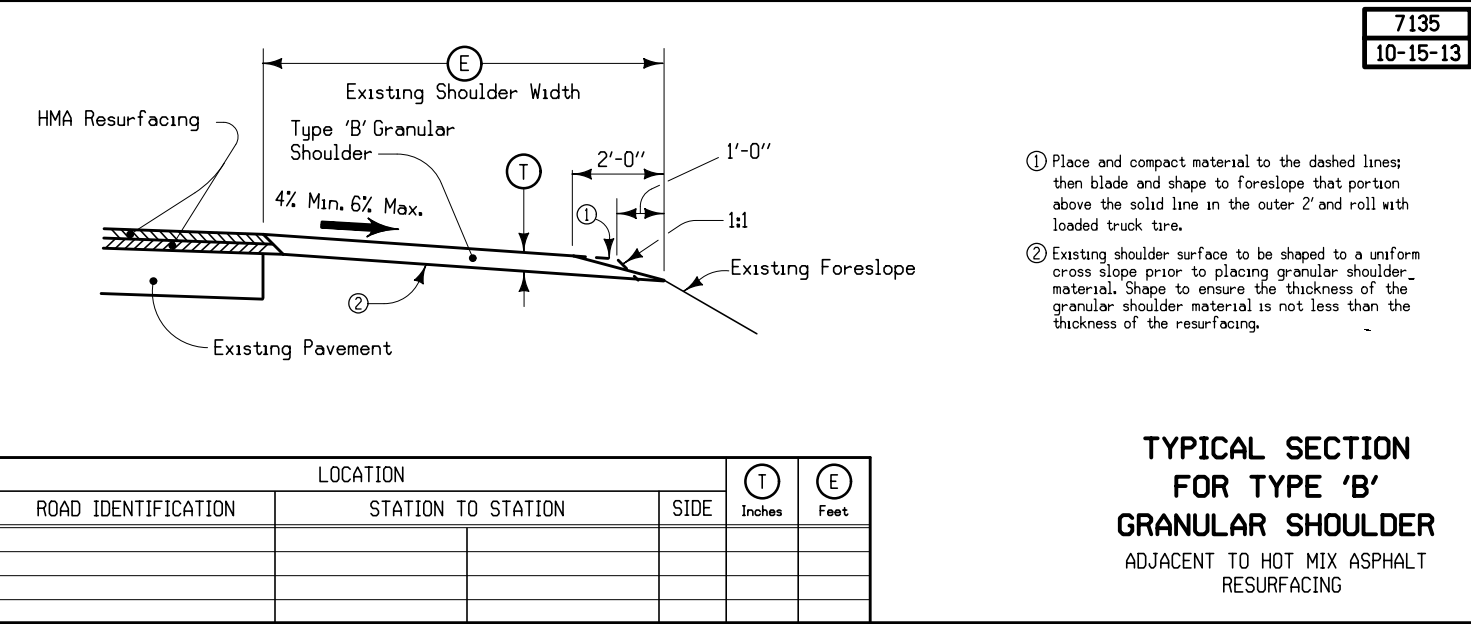 7135
10-15-13
E
Existing Shoulder Width
HMA Resurfacing
Type 'B' Granular
Shoulder
2'-0"
1'-0"
T
4% Min. 6% Max.
1
1:1
Existing Foreslope
2
Existing Pavement
1 Place and compact material to the dashed lines;
then blade and shape to foreslope that portion
above the solid line in the outer 2' and roll with
loaded truck tire.
2 Existing shoulder surface to be shaped to a uniform
cross slope prior to placing granular shoulder
material. Shape to ensure the thickness of the
granular shoulder material is not less than the
thickness of the resurfacing.
LOCATION
T
Inches
E
Feet
ROAD IDENTIFICATION
STATION TO STATION
SIDE
TYPICAL SECTION
FOR TYPE 'B'
GRANULAR SHOULDER
ADJACENT TO HOT MIX ASPHALT
RESURFACING